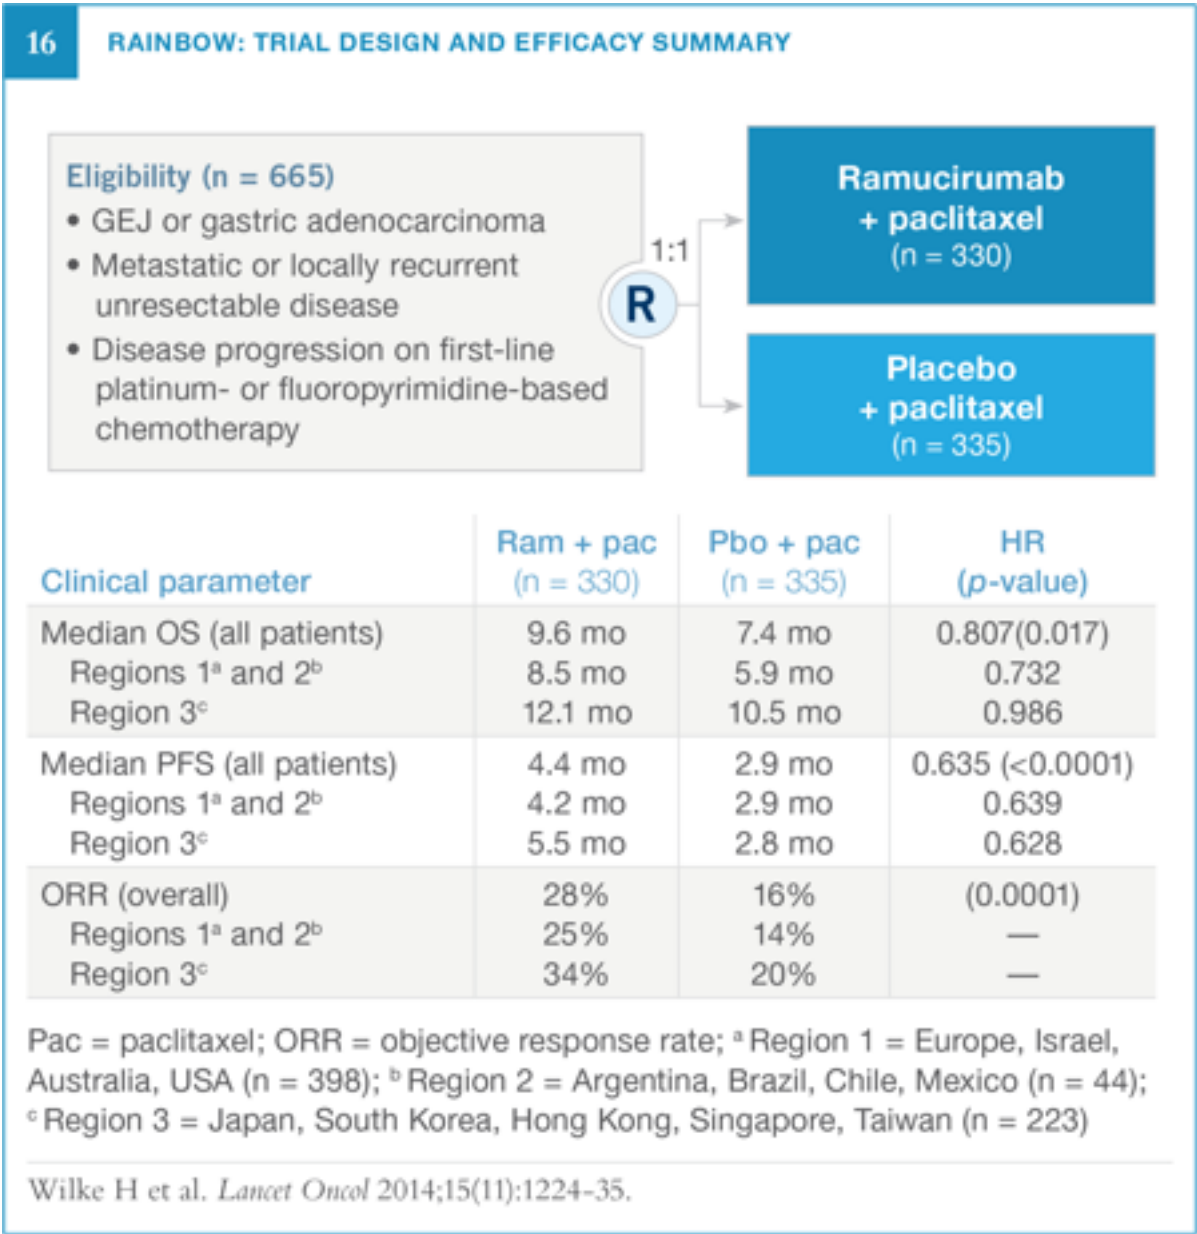 16
RAINBOW: TRIAL DESIGN AND EFFICACY SUMMARY
Eligibility (n = 665)
• GEJ or gastric adenocarcinoma
• Metastatic or locally recurrent
unresectable disease
• Disease progression on first-line
platinum- or fluoropyrimidine-based
chemotherapy
1:1
R
Ramucirumab
+ paclitaxel
(n = 330)
Placebo
+ paclitaxel
(n = 335)
Clinical parameter Ram + pac (n = 330) Pbo + pac (n = 335) HR (p-value)
Median OS (all patients) 9.6 mo 7.4 mo 0.807(0.017)
Regions 1ᵃ and 2ᵇ 8.5 mo 5.9 mo 0.732
Region 3ᶜ 12.1 mo 10.5 mo 0.986
Median PFS (all patients) 4.4 mo 2.9 mo 0.635 (<0.0001)
Regions 1ᵃ and 2ᵇ 4.2 mo 2.9 mo 0.639
Region 3ᶜ 5.5 mo 2.8 mo 0.628
ORR (overall) 28% 16% (0.0001)
Regions 1ᵃ and 2ᵇ 25% 14% —
Region 3ᶜ 34% 20% —
Pac = paclitaxel; ORR = objective response rate; ᵃ Region 1 = Europe, Israel,
Australia, USA (n = 398); ᵇ Region 2 = Argentina, Brazil, Chile, Mexico (n = 44);
ᶜ Region 3 = Japan, South Korea, Hong Kong, Singapore, Taiwan (n = 223)
Wilke H et al. Lancet Oncol 2014;15(11):1224-35.